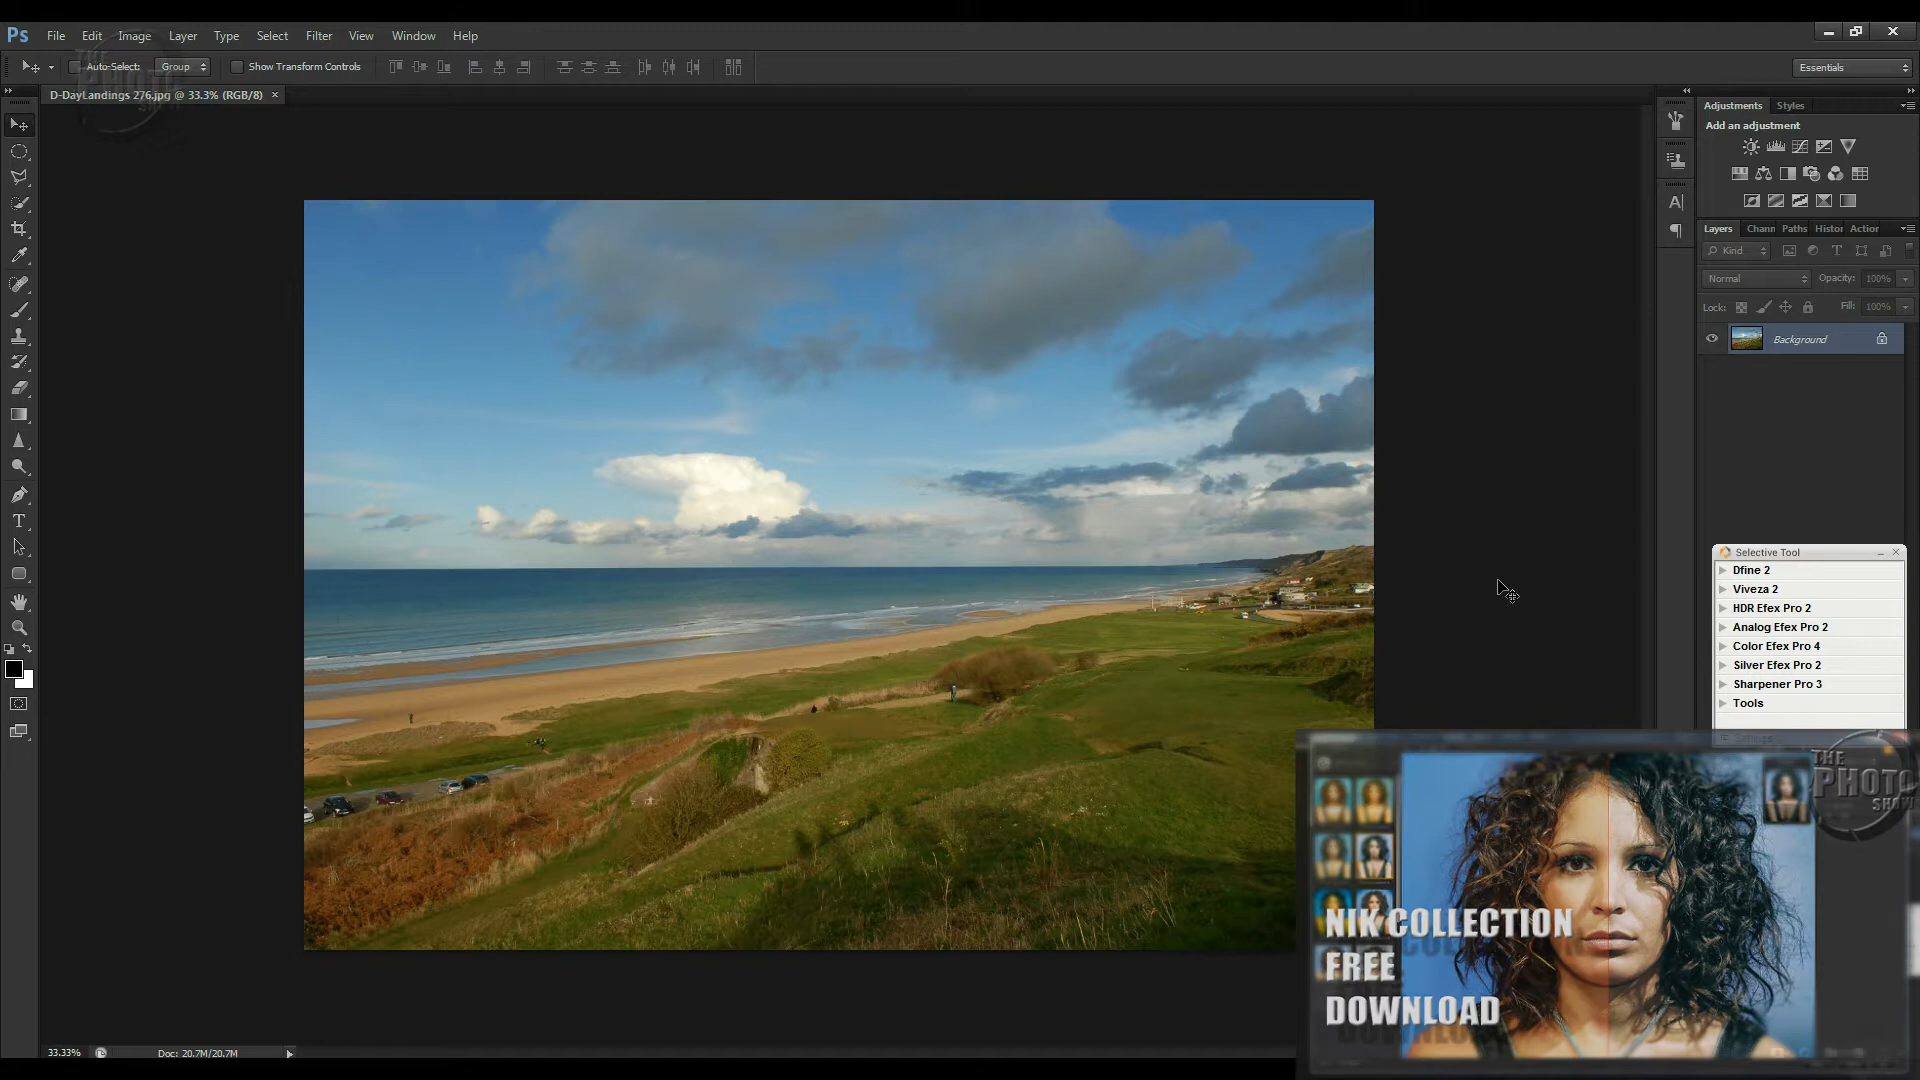 Ps File Edit Image Layer Type Select Filter View Window Help
Auto-Select: Group Show Transform Controls
Essentials
THE
PHOTO
SHOW
D-DayLandings 276.jpg @ 33.3% (RGB/8) ×
Adjustments Styles
Add an adjustment
Layers Chann Paths Histor Action
Kind
Normal Opacity: 100%
Lock: Fill: 100%
Background
Selective Tool
Dfine 2
Viveza 2
HDR Efex Pro 2
Analog Efex Pro 2
Color Efex Pro 4
Silver Efex Pro 2
Sharpener Pro 3
Tools
THE
PHOTO
SHOW
NIK COLLECTION
FREE
DOWNLOAD
33.33% Doc: 20.7M/20.7M